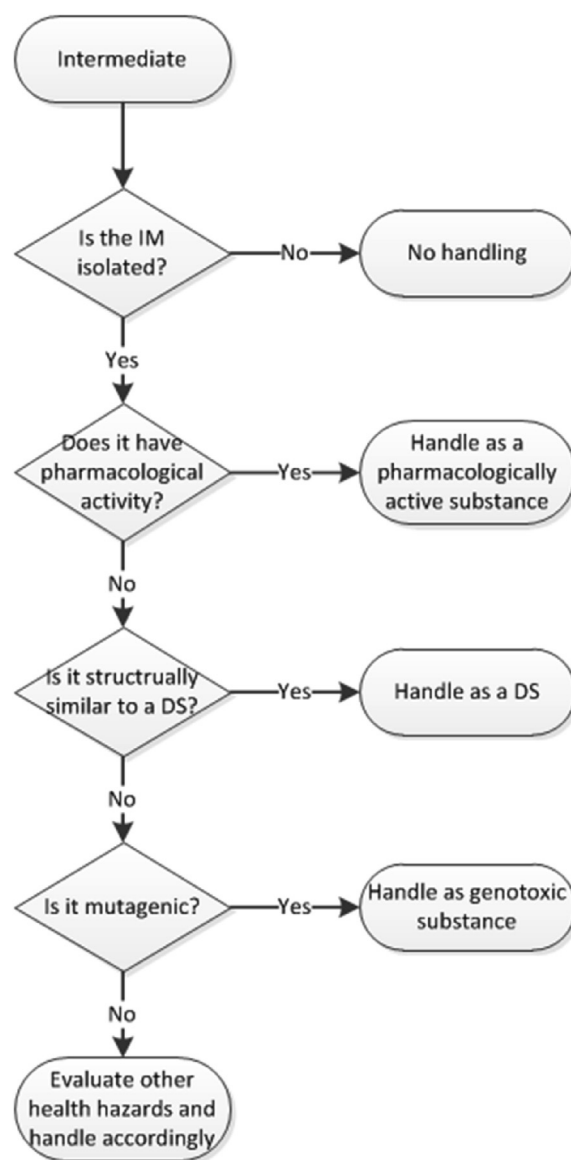 Intermediate
Is the IM
isolated?
No
No handling
Yes
Does it have
pharmacological
activity?
Yes
Handle as a
pharmacologically
active substance
No
Is it structrually
similar to a DS?
Yes
Handle as a DS
No
Is it mutagenic?
Yes
Handle as genotoxic
substance
No
Evaluate other
health hazards and
handle accordingly